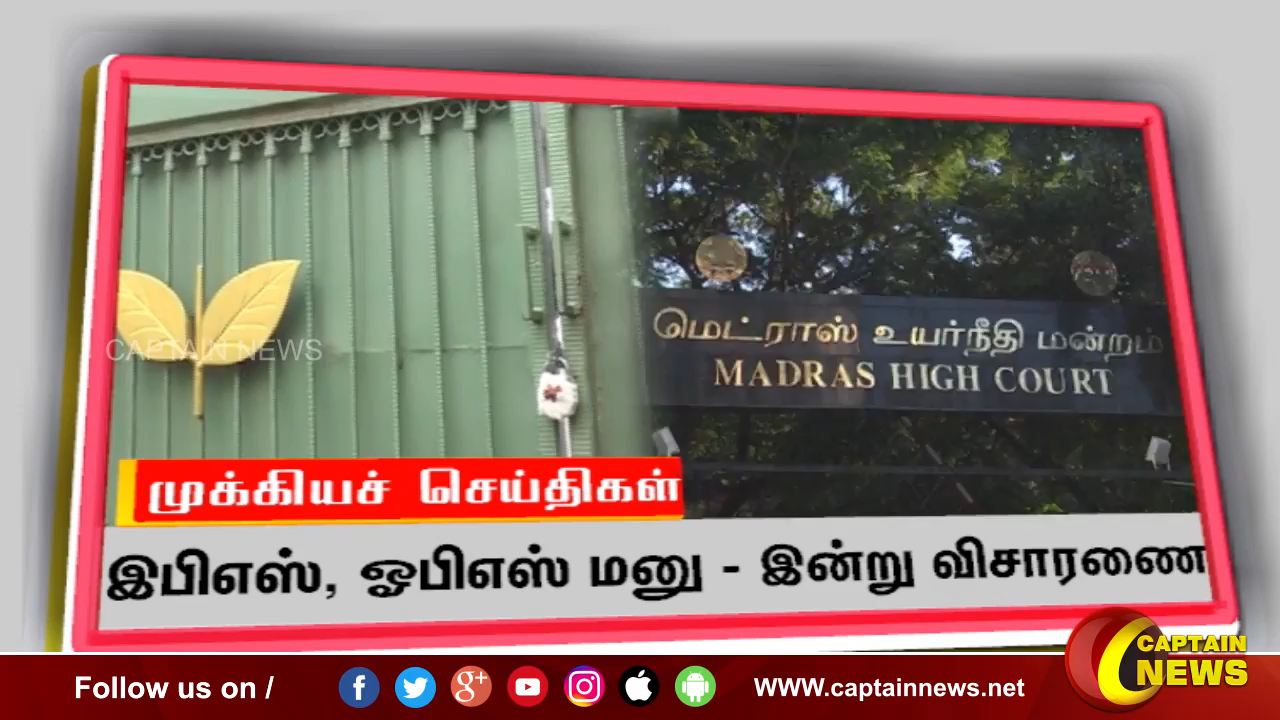 CAPTAIN NEWS
மெட்ராஸ் உயர்நீதி மன்றம்
MADRAS HIGH COURT
முக்கியச் செய்திகள்
இபிஎஸ், ஓபிஎஸ் மனு - இன்று விசாரணை
CAPTAIN
NEWS
Follow us on /
WWW.captainnews.net